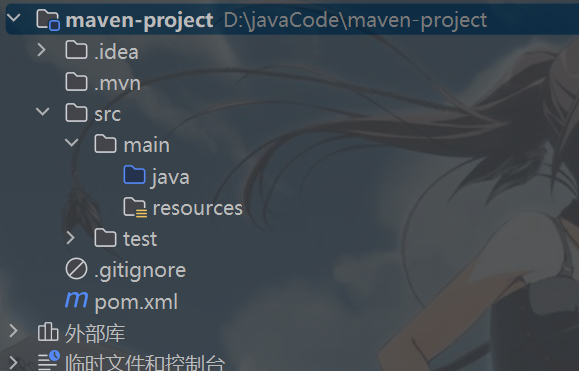 maven-project D:\javaCode\maven-project
.idea
.mvn
src
main
java
resources
test
.gitignore
pom.xml
外部库
临时文件和控制台